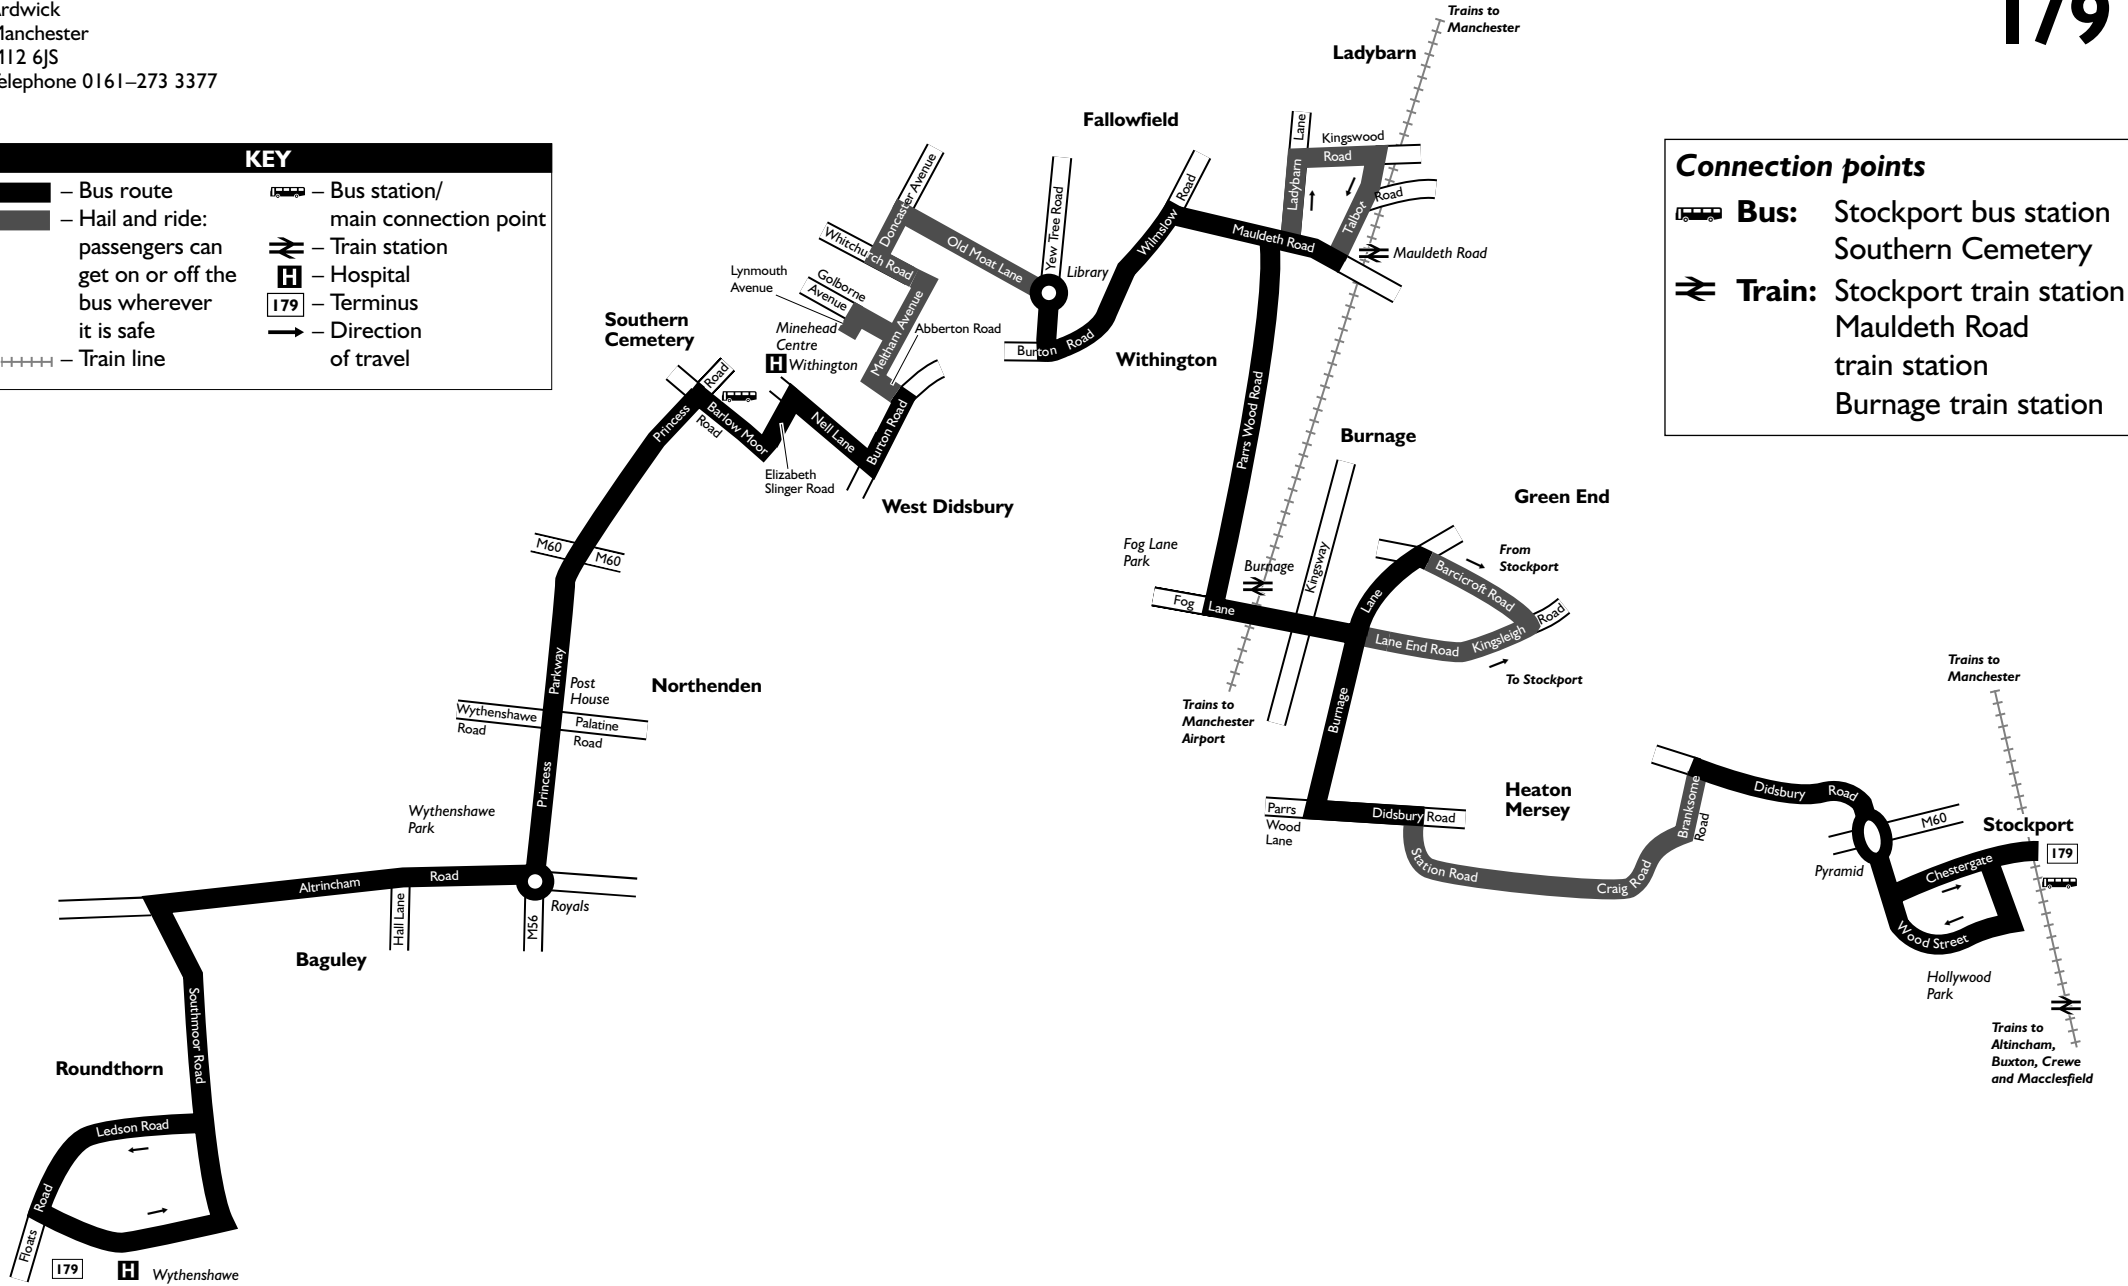 179
Manchester
M12 6JS
Telephone 0161–273 3377
KEY
– Bus route
– Hail and ride:
passengers can
get on or off the
bus wherever
it is safe
– Train line
– Bus station/
main connection point
– Train station
H – Hospital
179 – Terminus
– Direction
of travel
Connection points
Bus: Stockport bus station
Southern Cemetery
Train: Stockport train station
Mauldeth Road
train station
Burnage train station
Trains to
Manchester
Ladybarn
Fallowfield
Lane
Ladybarn
Kingswood
Road
Talbot
Road
Mauldeth Road
Mauldeth Road
Doncaster Avenue
Whitchurch Road
Old Moat Lane
Yew Tree Road
Library
Wilmslow
Road
Burton
Road
Withington
Lynmouth
Avenue
Golborne
Avenue
Meltham Avenue
Abberton Road
Minehead
Centre
H Withington
Southern
Cemetery
Princess
Road
Barlow Moor
Road
Elizabeth
Slinger Road
Nell Lane
Burton Road
West Didsbury
Parrs Wood Road
Burnage
Green End
Fog Lane
Park
Burnage
Kingsway
Fog
Lane
Lane
Barcicroft Road
From
Stockport
Lane End Road
Kingsleigh
Road
To Stockport
Trains to
Manchester
Airport
Burnage
M60
M60
Parkway
Post
House
Northenden
Wythenshawe
Road
Palatine
Road
Princess
Wythenshawe
Park
Altrincham
Road
Hall Lane
M56
Royals
Baguley
Parrs
Wood
Lane
Didsbury
Road
Heaton
Mersey
Station Road
Craig
Road
Branksome
Road
Didsbury
Road
M60
Stockport
Trains to
Manchester
179
Pyramid
Chestergate
Wood Street
Hollywood
Park
Trains to
Altincham,
Buxton, Crewe
and Macclesfield
Southmoor Road
Roundthorn
Ledson Road
Road
Floats
179
H Wythenshawe